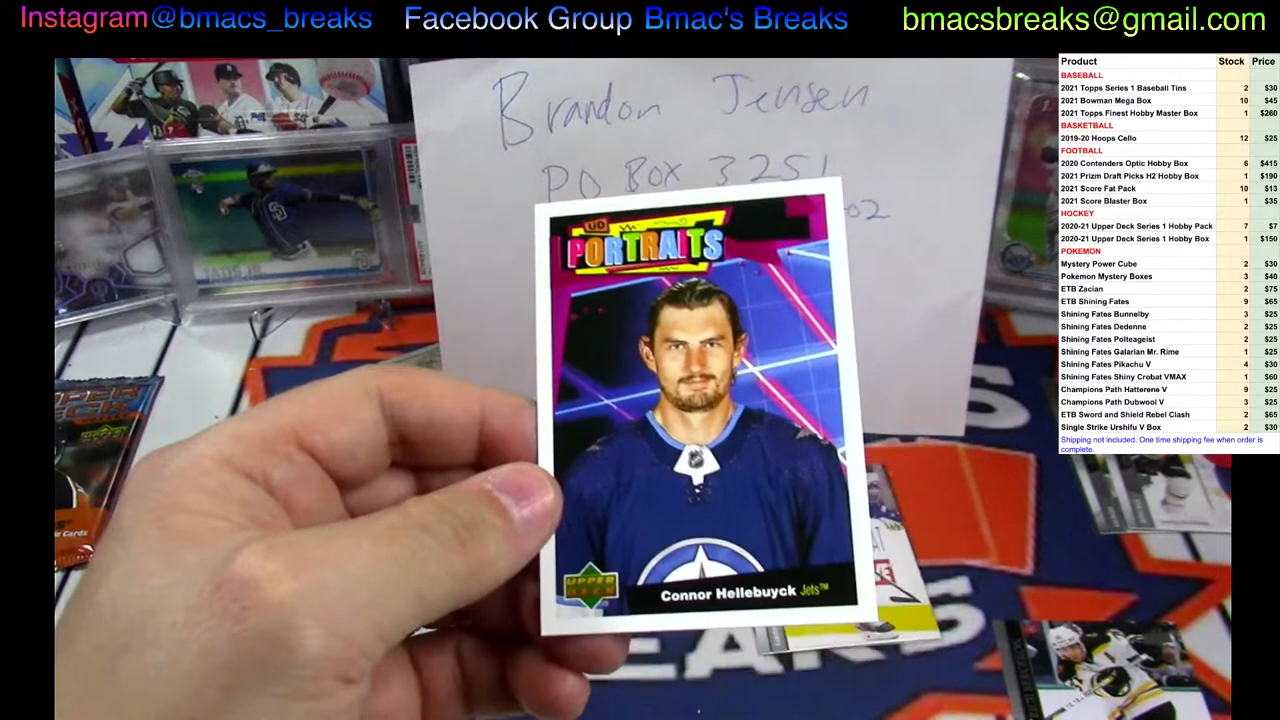 Instagram@bmacs_breaks Facebook Group Bmac's Breaks bmacsbreaks@gmail.com
Product Stock Price
BASEBALL
2021 Topps Series 1 Baseball Tins 2 $30
2021 Bowman Mega Box 10 $45
2021 Topps Finest Hobby Master Box 1 $260
BASKETBALL
2019-20 Hoops Cello 12 $25
FOOTBALL
2020 Contenders Optic Hobby Box 6 $415
2021 Prizm Draft Picks H2 Hobby Box 1 $190
2021 Score Fat Pack 10 $13
2021 Score Blaster Box 1 $35
HOCKEY
2020-21 Upper Deck Series 1 Hobby Pack 7 $7
2020-21 Upper Deck Series 1 Hobby Box 1 $150
POKEMON
Mystery Power Cube 2 $30
Pokemon Mystery Boxes 3 $40
ETB Zacian 2 $75
ETB Shining Fates 9 $65
Shining Fates Bunnelby 3 $25
Shining Fates Dedenne 2 $25
Shining Fates Polteageist 2 $25
Shining Fates Galarian Mr. Rime 1 $25
Shining Fates Pikachu V 4 $30
Shining Fates Shiny Crobat VMAX 1 $60
Champions Path Hatterene V 9 $25
Champions Path Dubwool V 3 $25
ETB Sword and Shield Rebel Clash 2 $65
Single Strike Urshifu V Box 2 $30
Shipping not included. One time shipping fee when order is
complete.
Brandon Jensen
PO BOX 3251
02
UD
PORTRAITS
UPPER
DECK
Connor Hellebuyck Jets™
TATIS JR.